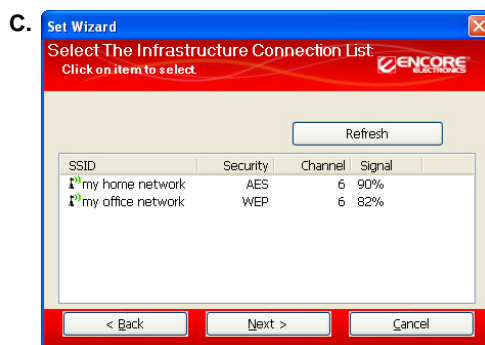 C.
Set Wizard
Select The Infrastructure Connection List:
Click on item to select.
ENCORE
ELECTRONICS
Refresh
SSID Security Channel Signal
my home network AES 6 90%
my office network WEP 6 82%
< Back Next > Cancel